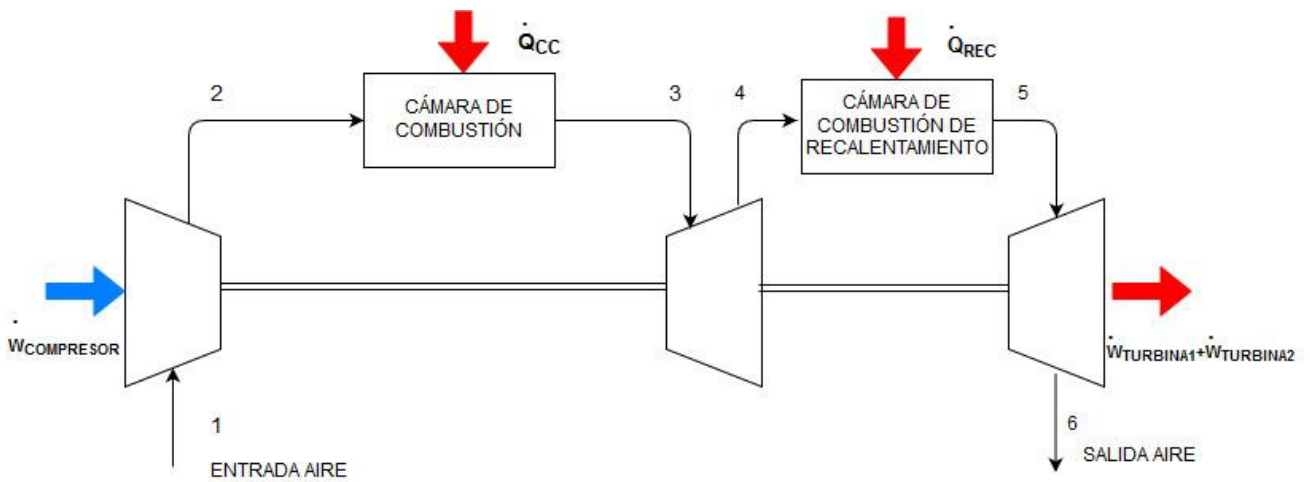 Q̇CC
Q̇REC
2
CÁMARA DE
COMBUSTIÓN
3
4
CÁMARA DE
COMBUSTIÓN DE
RECALENTAMIENTO
5
ẆCOMPRESOR
ẆTURBINA1+ẆTURBINA2
1
ENTRADA AIRE
6
SALIDA AIRE